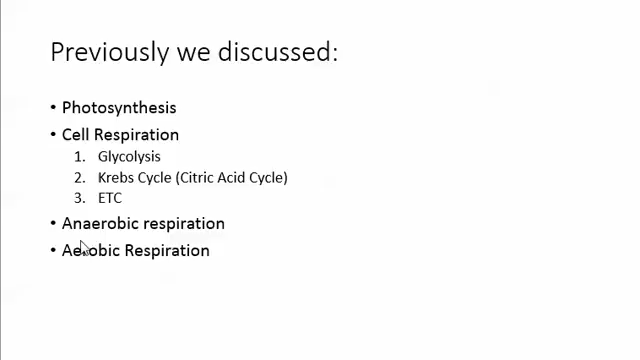 Previously we discussed:
• Photosynthesis
• Cell Respiration
1. Glycolysis
2. Krebs Cycle (Citric Acid Cycle)
3. ETC
• Anaerobic respiration
• Aerobic Respiration